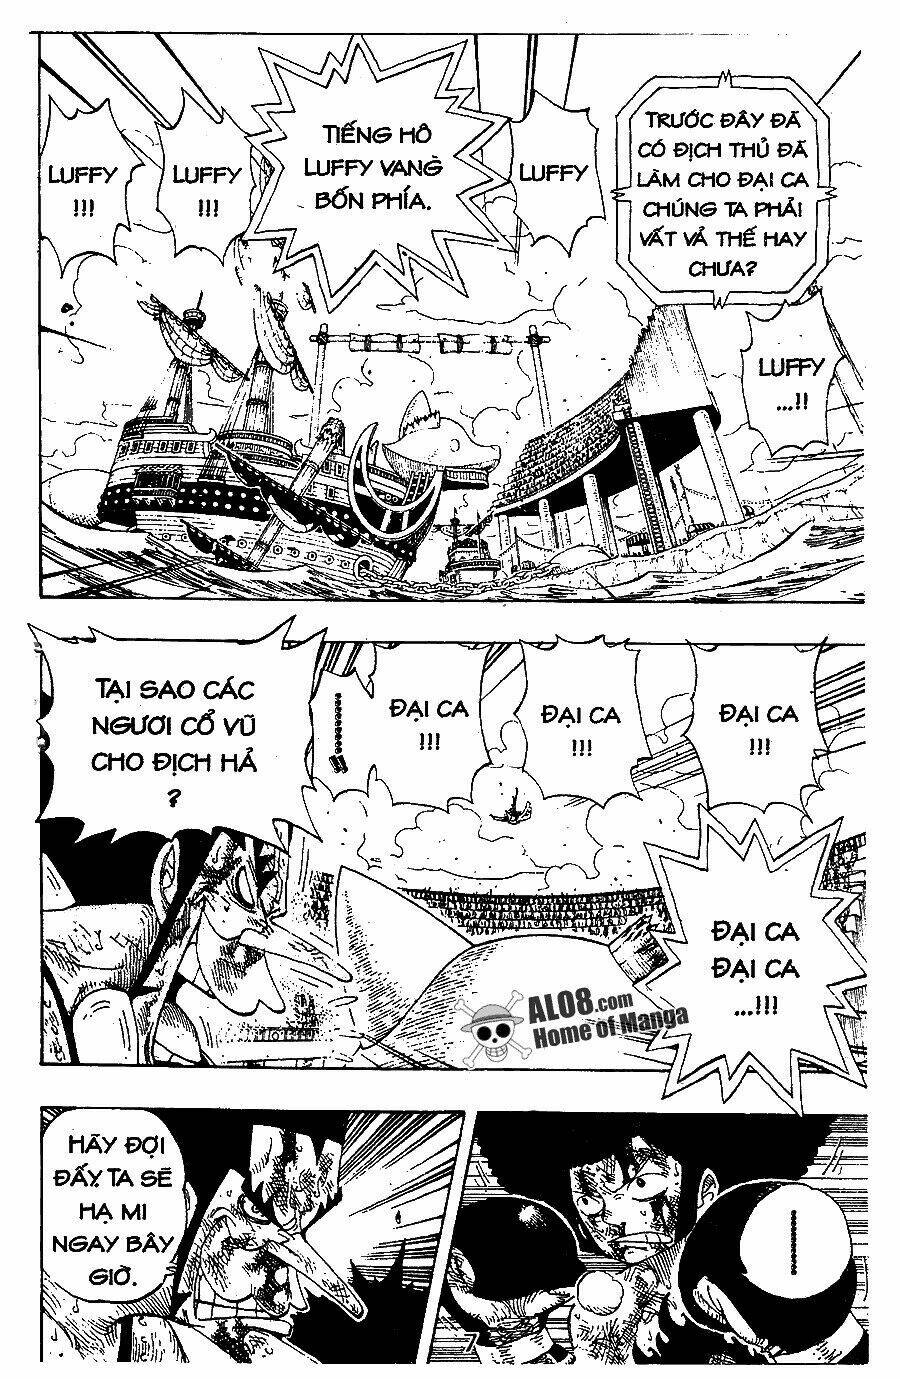 TRƯỚC ĐÂY ĐÃ
CÓ ĐỊCH THỦ ĐÃ
LÀM CHO ĐẠI CA
CHÚNG TA PHẢI
VẤT VẢ THẾ HAY
CHƯA?
LUFFY
TIẾNG HÔ
LUFFY VANG
BỐN PHÍA.
LUFFY
!!!
LUFFY
!!!
LUFFY
...!!
ĐẠI CA
!!!
ĐẠI CA
!!!
ĐẠI CA
!!!
TẠI SAO CÁC
NGƯƠI CỔ VŨ
CHO ĐỊCH HẢ
?
ĐẠI CA
ĐẠI CA
...!!!
ALO8.com
Home of Manga
HÃY ĐỢI
ĐẤY. TA SẼ
HẠ MI
NGAY BÂY
GIỜ.
7